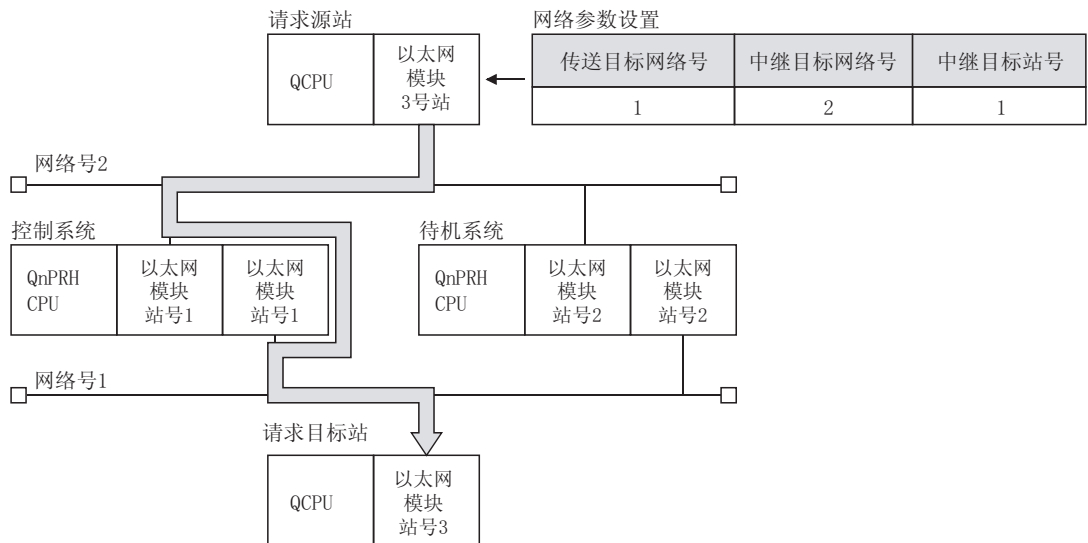 请求源站
网络参数设置
QCPU
以太网
模块
3号站
传送目标网络号
中继目标网络号
中继目标站号
1
2
1
网络号2
控制系统
待机系统
QnPRH
CPU
以太网
模块
站号1
以太网
模块
站号1
QnPRH
CPU
以太网
模块
站号2
以太网
模块
站号2
网络号1
请求目标站
QCPU
以太网
模块
站号3